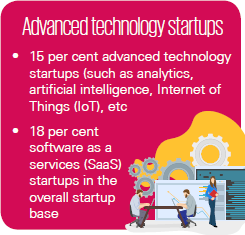 Advanced technology startups
• 15 per cent advanced technology
startups (such as analytics,
artificial intelligence, Internet of
Things (IoT), etc
• 18 per cent
software as a
services (SaaS)
startups in the
overall startup
base